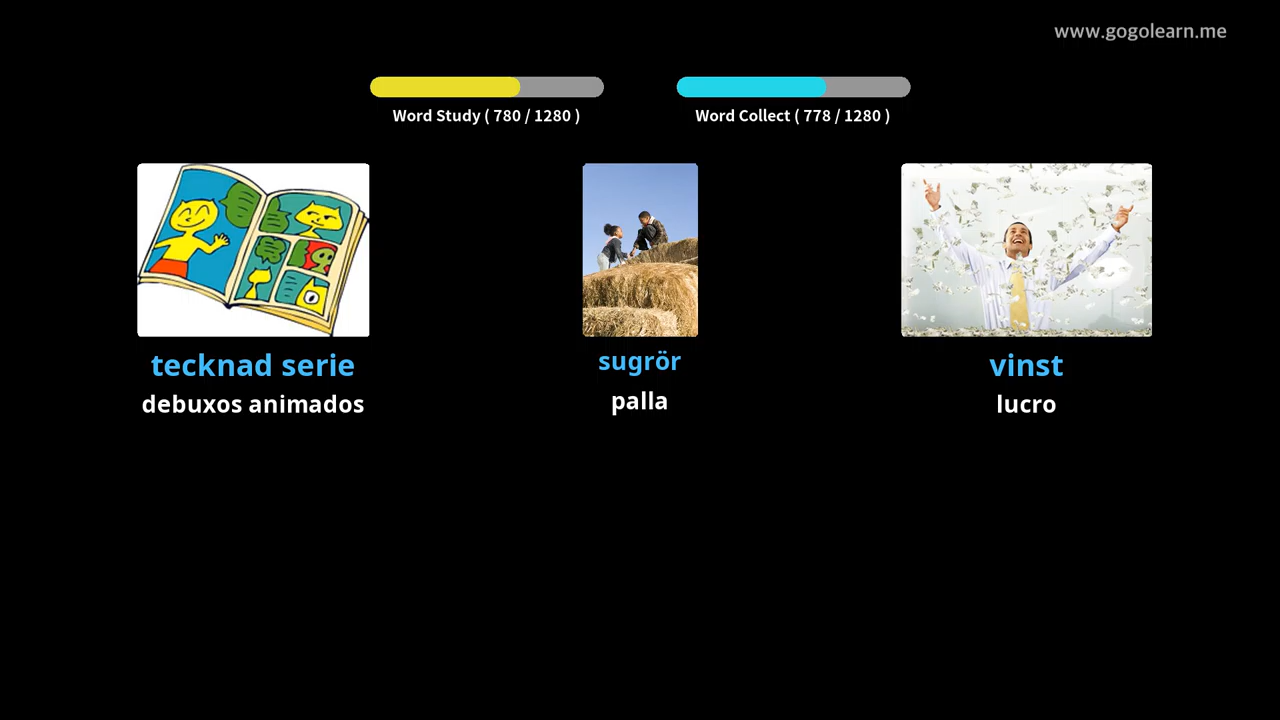 www.gogolearn.me
Word Study ( 780 / 1280 )
Word Collect ( 778 / 1280 )
tecknad serie
sugrör
vinst
debuxos animados
palla
lucro